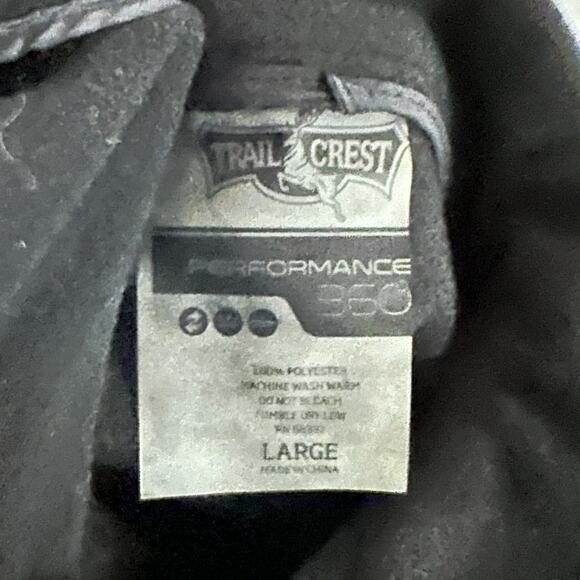 TRAIL CREST
PERFORMANCE
360
100% POLYESTER
MACHINE WASH WARM
DO NOT BLEACH
TUMBLE DRY LOW
RN
LARGE
MADE IN CHINA